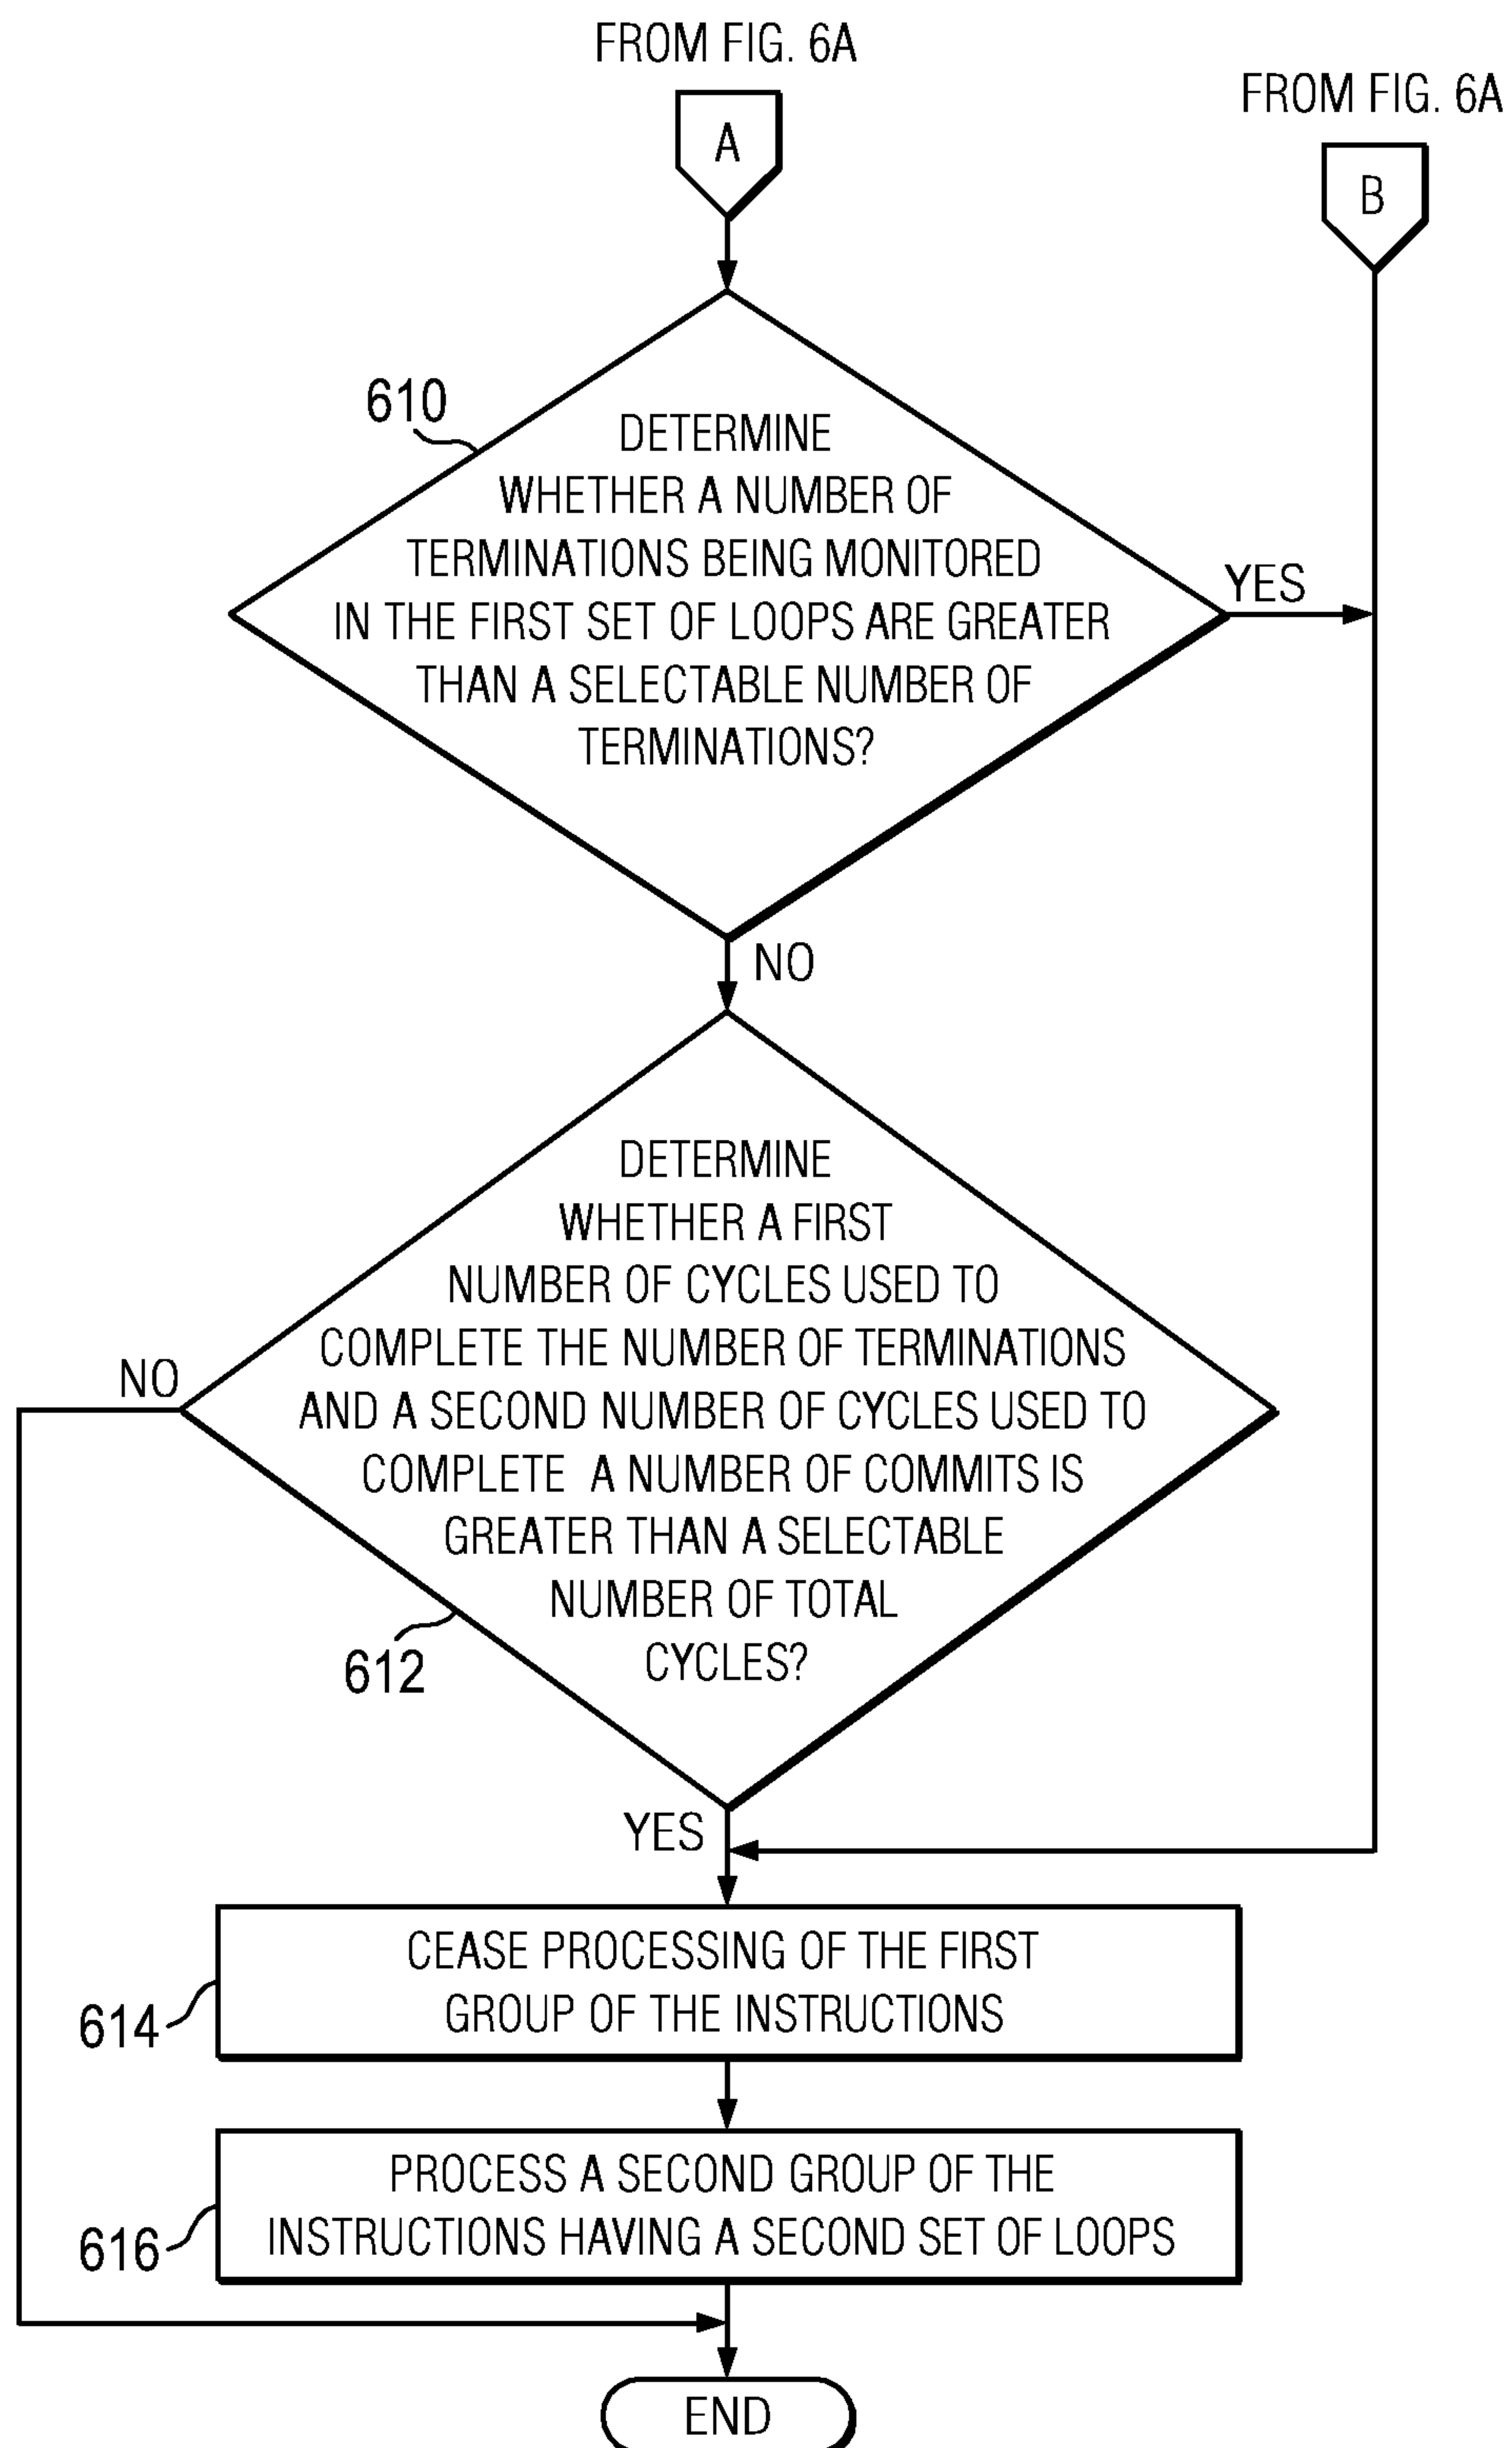 FROM FIG. 6A
A
FROM FIG. 6A
B
610
DETERMINE
WHETHER A NUMBER OF
TERMINATIONS BEING MONITORED
IN THE FIRST SET OF LOOPS ARE GREATER
THAN A SELECTABLE NUMBER OF
TERMINATIONS?
YES
NO
DETERMINE
WHETHER A FIRST
NUMBER OF CYCLES USED TO
COMPLETE THE NUMBER OF TERMINATIONS
AND A SECOND NUMBER OF CYCLES USED TO
COMPLETE A NUMBER OF COMMITS IS
GREATER THAN A SELECTABLE
NUMBER OF TOTAL
CYCLES?
NO
612
YES
CEASE PROCESSING OF THE FIRST
GROUP OF THE INSTRUCTIONS
614
PROCESS A SECOND GROUP OF THE
INSTRUCTIONS HAVING A SECOND SET OF LOOPS
616
END